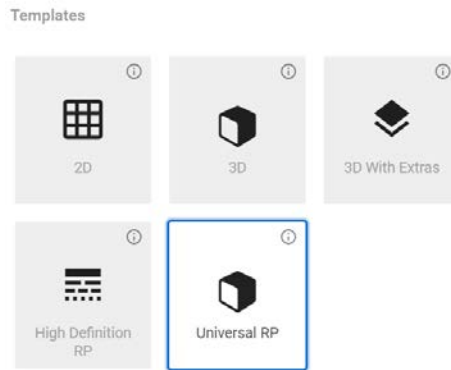 Templates
2D
3D
3D With Extras
High Definition
RP
Universal RP